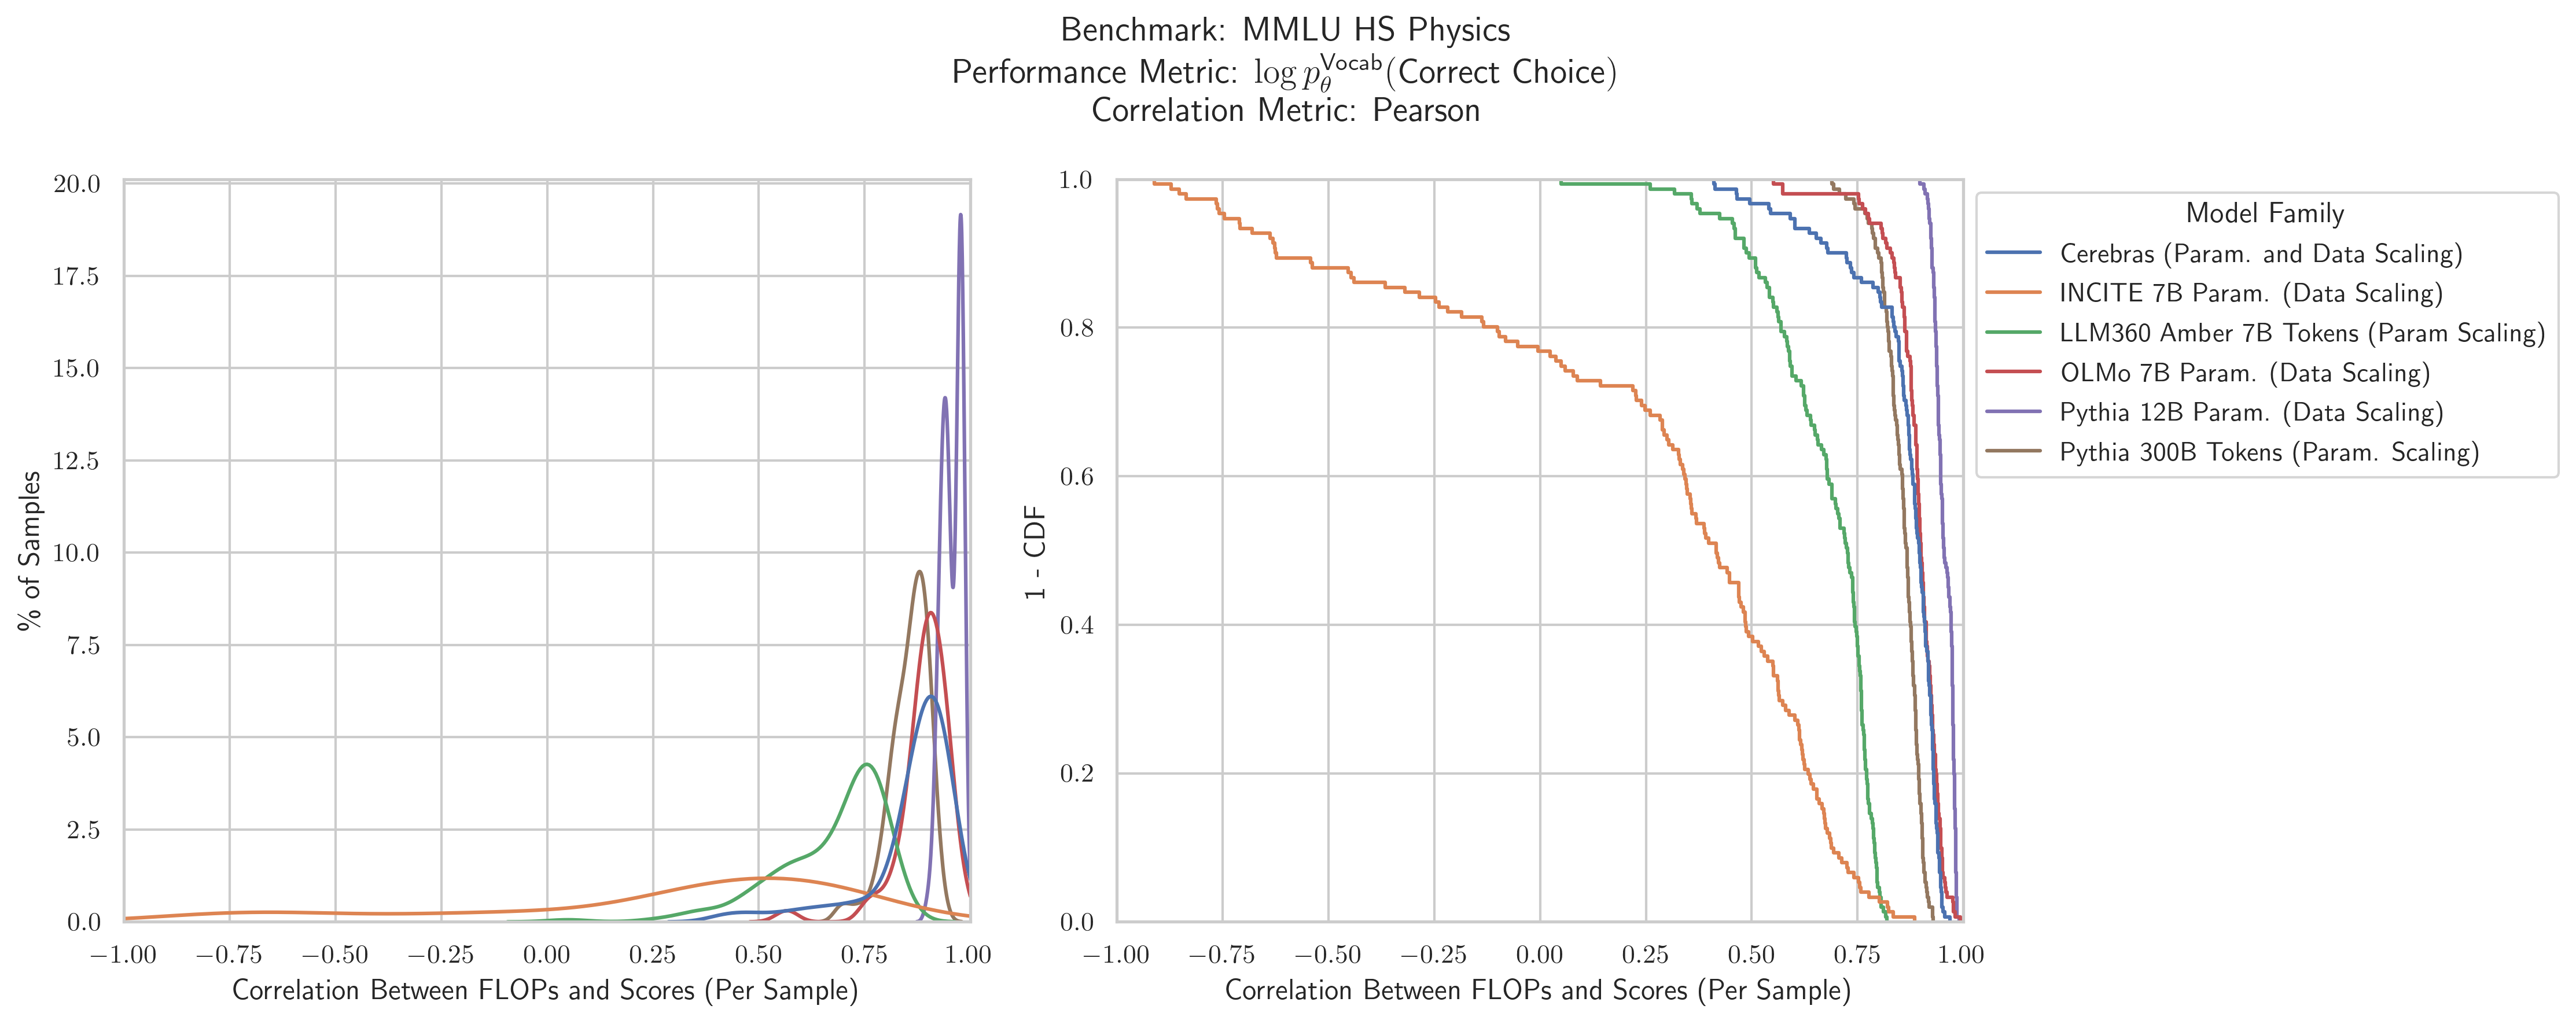 Benchmark: MMLU HS Physics
Performance Metric: log p_θ^Vocab(Correct Choice)
Correlation Metric: Pearson
% of Samples
20.0
17.5
15.0
12.5
10.0
7.5
5.0
2.5
0.0
−1.00 −0.75 −0.50 −0.25 0.00 0.25 0.50 0.75 1.00
Correlation Between FLOPs and Scores (Per Sample)
1 - CDF
1.0
0.8
0.6
0.4
0.2
0.0
−1.00 −0.75 −0.50 −0.25 0.00 0.25 0.50 0.75 1.00
Correlation Between FLOPs and Scores (Per Sample)
Model Family
Cerebras (Param. and Data Scaling)
INCITE 7B Param. (Data Scaling)
LLM360 Amber 7B Tokens (Param Scaling)
OLMo 7B Param. (Data Scaling)
Pythia 12B Param. (Data Scaling)
Pythia 300B Tokens (Param. Scaling)